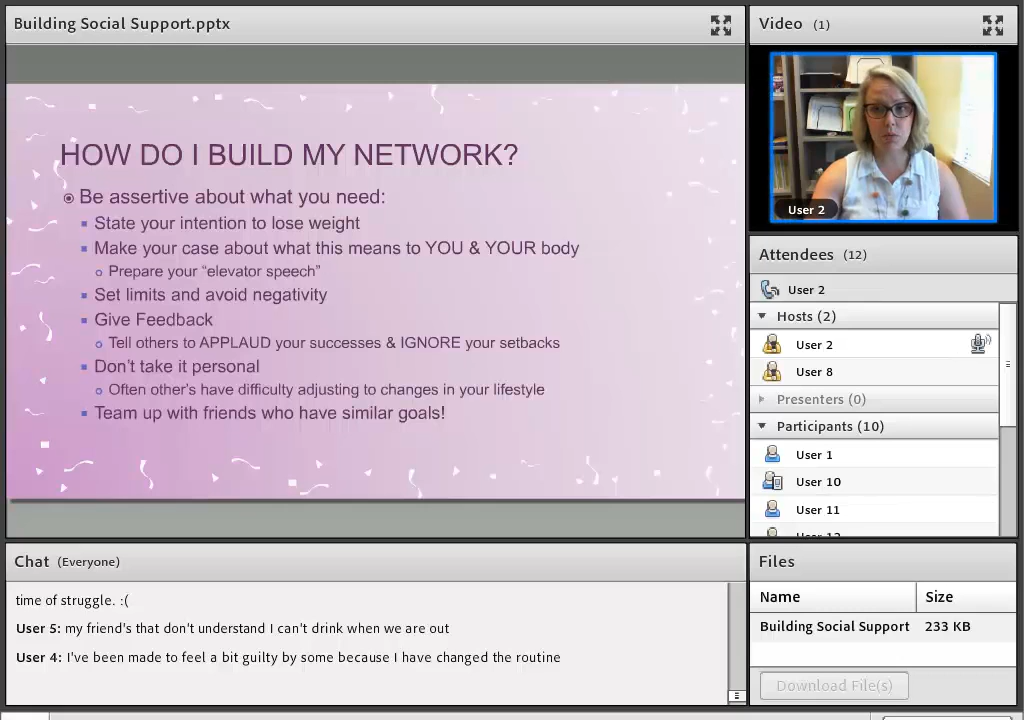 Building Social Support.pptx
HOW DO I BUILD MY NETWORK?
Be assertive about what you need:
State your intention to lose weight
Make your case about what this means to YOU & YOUR body
Prepare your “elevator speech”
Set limits and avoid negativity
Give Feedback
Tell others to APPLAUD your successes & IGNORE your setbacks
Don’t take it personal
Often other’s have difficulty adjusting to changes in your lifestyle
Team up with friends who have similar goals!
Chat (Everyone)
time of struggle. :(
User 5: my friend's that don't understand I can't drink when we are out
User 4: I've been made to feel a bit guilty by some because I have changed the routine
Video (1)
User 2
Attendees (12)
User 2
Hosts (2)
User 2
User 8
Presenters (0)
Participants (10)
User 1
User 10
User 11
User 12
Files
Name Size
Building Social Support 233 KB
Download File(s)